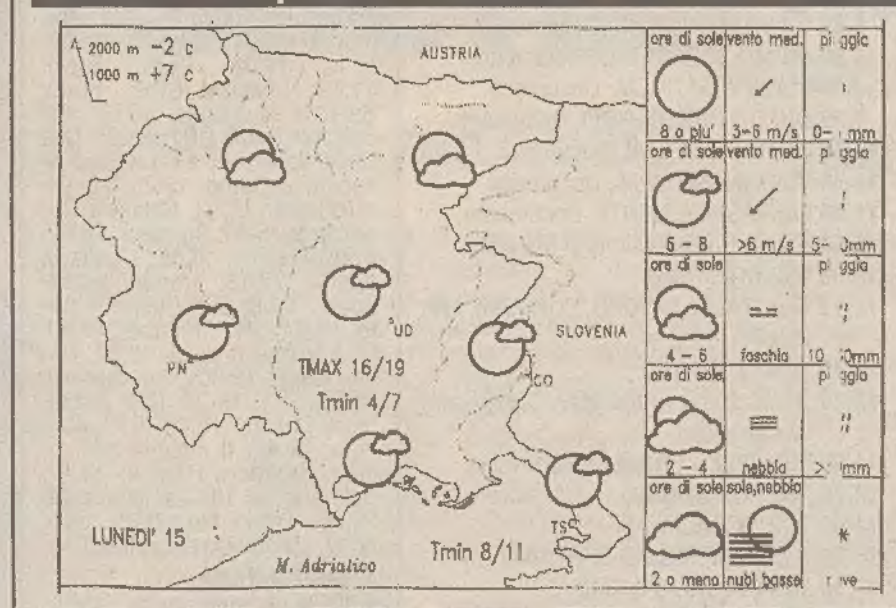 2000 m -2 c
1000 m +7 c
AUSTRIA
SLOVENIA
UD
PN
GO
TMAX 16/19
Tmin 4/7
TS
Tmin 8/11
LUNEDI' 15
M. Adriatico
ore di sole vento med.
8 o piu' 3-6 m/s
ore di sole vento med.
6 - 8 >6 m/s
ore di sole
4 - 6 foschia
ore di sole
2 - 4 nebbia
ore di sole sole,nebbia
2 o meno nubi basse